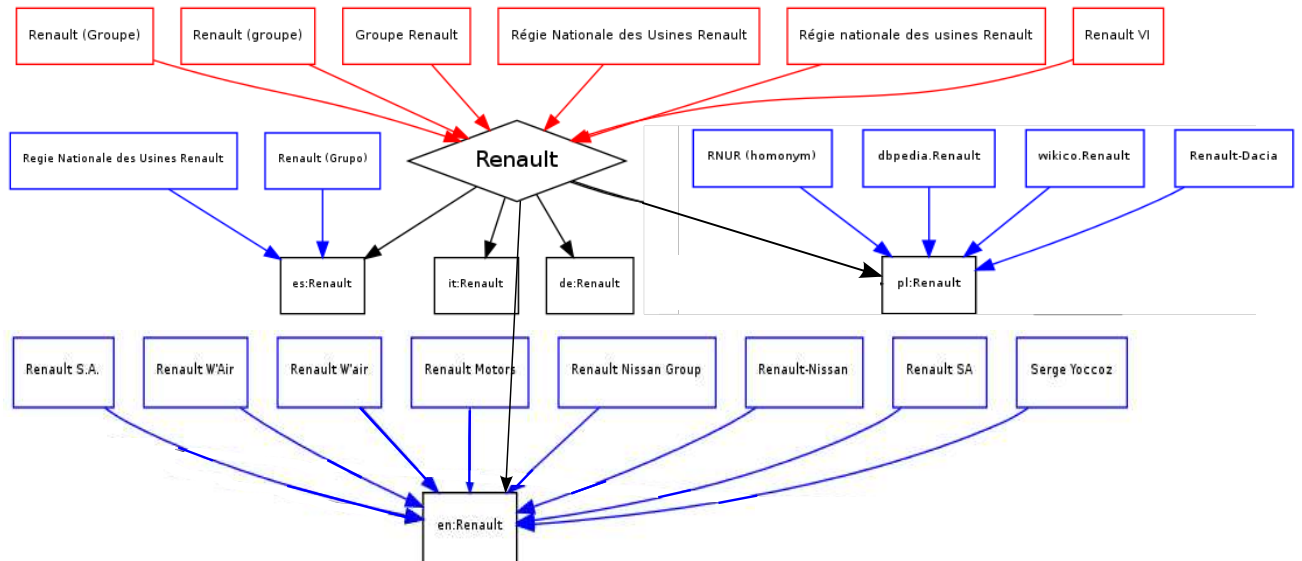 Renault (Groupe)
Renault (groupe)
Groupe Renault
Régie Nationale des Usines Renault
Régie nationale des usines Renault
Renault VI
Regie Nationale des Usines Renault
Renault (Grupo)
Renault
RNUR (homonym)
dbpedia.Renault
wikico.Renault
Renault-Dacia
es:Renault
it:Renault
de:Renault
pl:Renault
Renault S.A.
Renault W'Air
Renault W'air
Renault Motors
Renault Nissan Group
Renault-Nissan
Renault SA
Serge Yoccoz
en:Renault